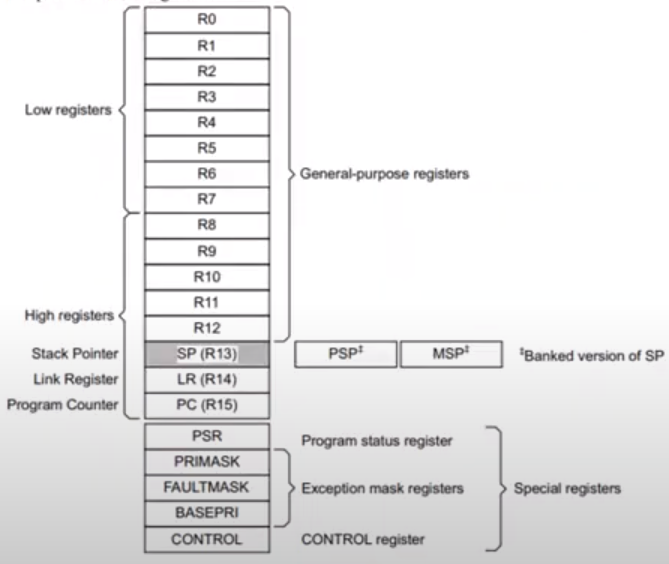 R0
R1
R2
R3
Low registers
R4
R5
R6
General-purpose registers
R7
R8
R9
R10
R11
High registers
R12
Stack Pointer SP (R13) PSP‡ MSP‡ ‡Banked version of SP
Link Register LR (R14)
Program Counter PC (R15)
PSR Program status register
PRIMASK
FAULTMASK Exception mask registers Special registers
BASEPRI
CONTROL CONTROL register